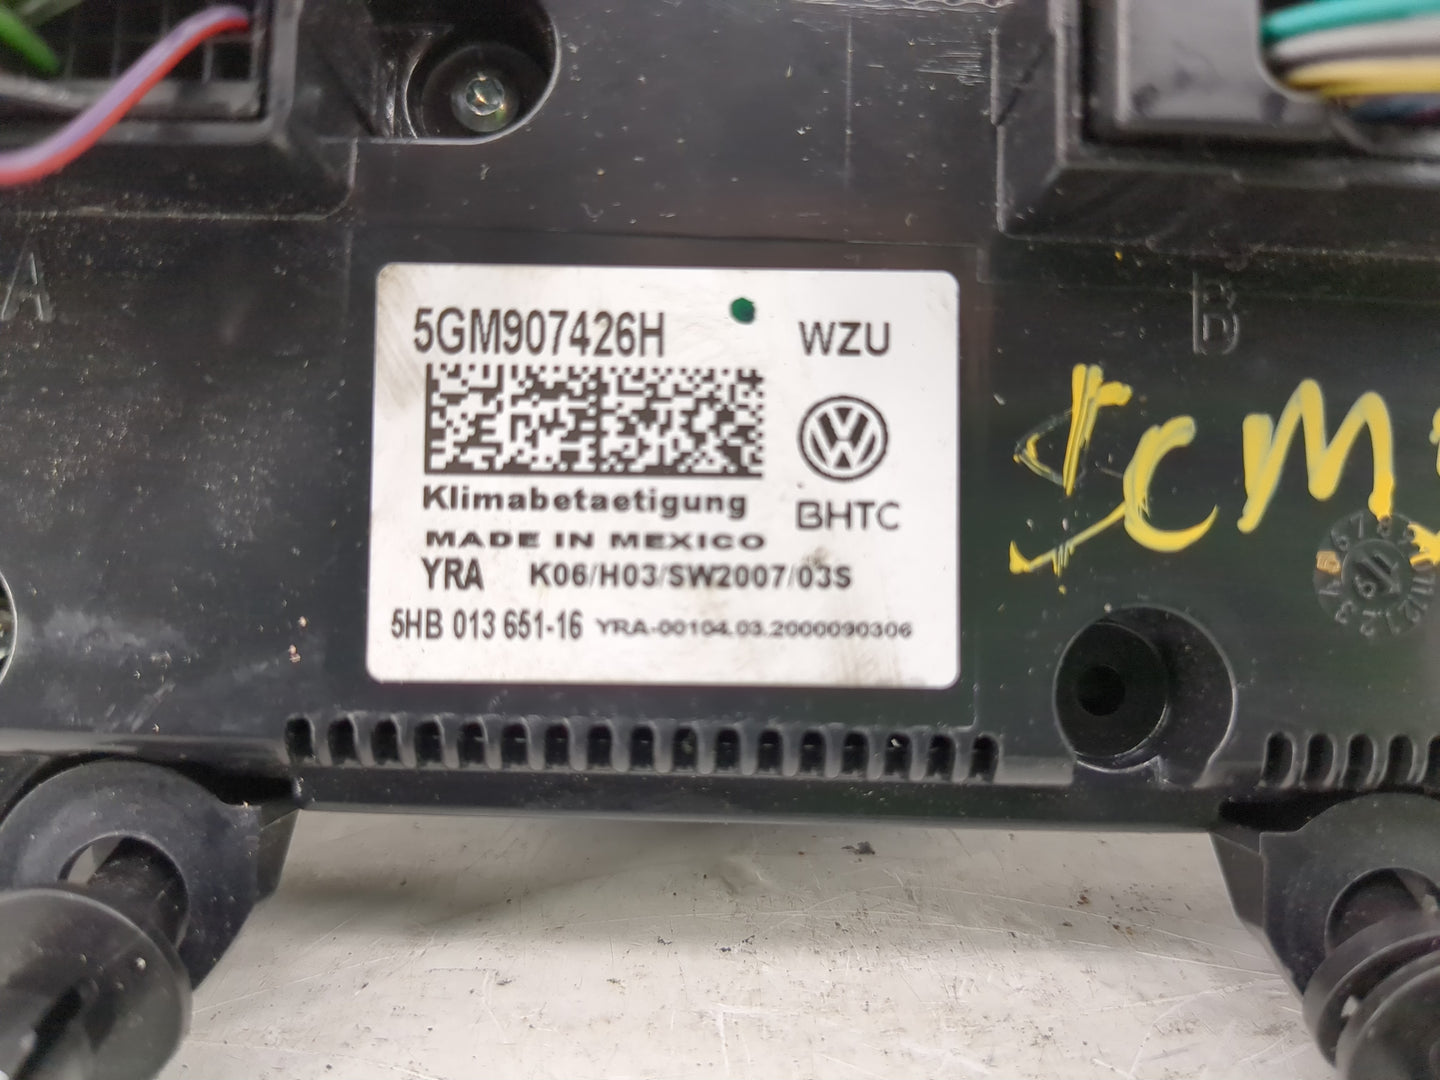 A
B
5GM907426H
WZU
Klimabetaetigung
BHTC
MADE IN MEXICO
YRA K06/H03/SW2007/03S
5HB 013 651-16 YRA-00104.03.2000090306